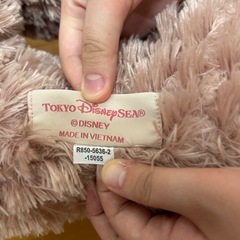 TOKYO DisneySEA®
© DISNEY
MADE IN VIETNAM
R850-5636-2
-15055